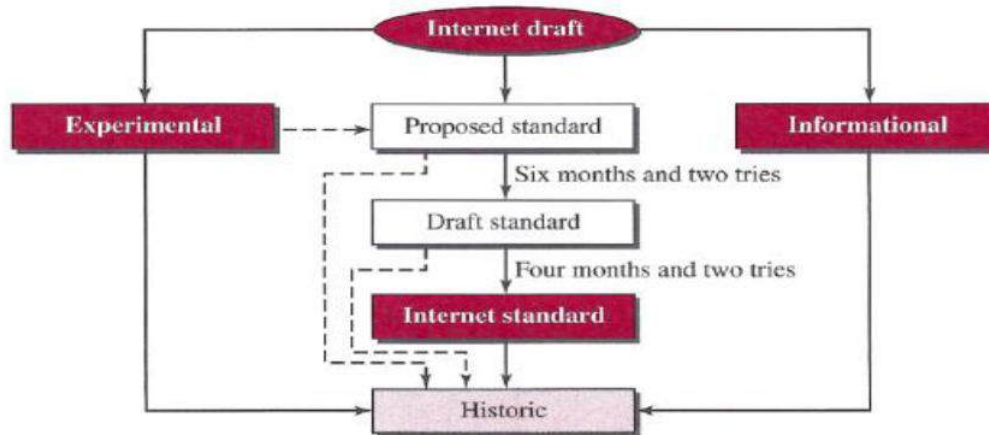 Internet draft
Experimental
Proposed standard
Informational
Six months and two tries
Draft standard
Four months and two tries
Internet standard
Historic